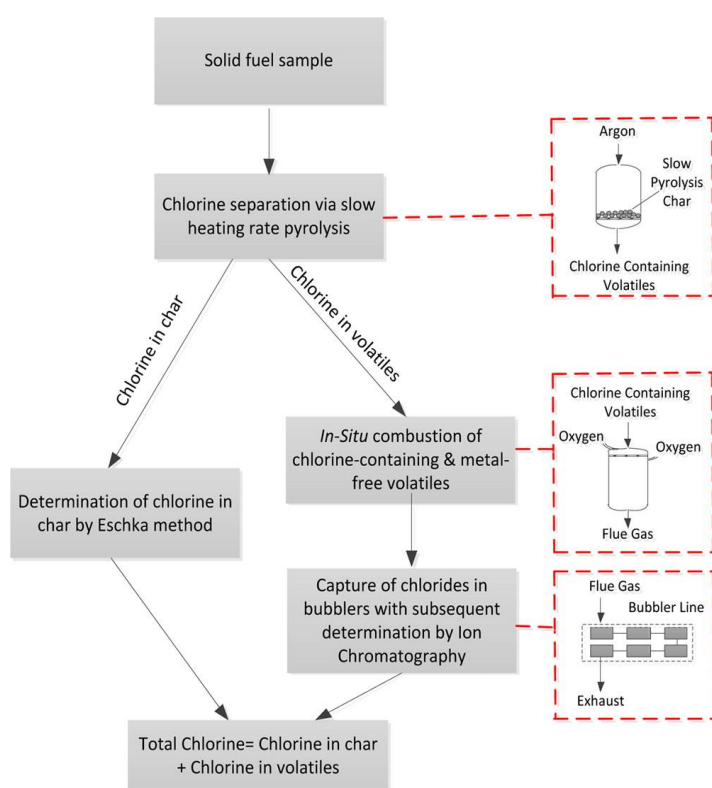 Solid fuel sample
Chlorine separation via slow
heating rate pyrolysis
Argon
Slow
Pyrolysis
Char
Chlorine Containing
Volatiles
Chlorine in char
Chlorine in volatiles
In-Situ combustion of
chlorine-containing & metal-
free volatiles
Chlorine Containing
Volatiles
Oxygen
Oxygen
Flue Gas
Determination of chlorine in
char by Eschka method
Capture of chlorides in
bubblers with subsequent
determination by Ion
Chromatography
Flue Gas
Bubbler Line
Exhaust
Total Chlorine= Chlorine in char
+ Chlorine in volatiles